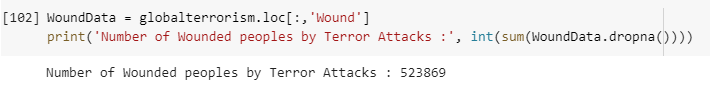 [102] WoundData = globalterrorism.loc[:,'Wound']
print('Number of Wounded peoples by Terror Attacks :', int(sum(WoundData.dropna())))
Number of Wounded peoples by Terror Attacks : 523869